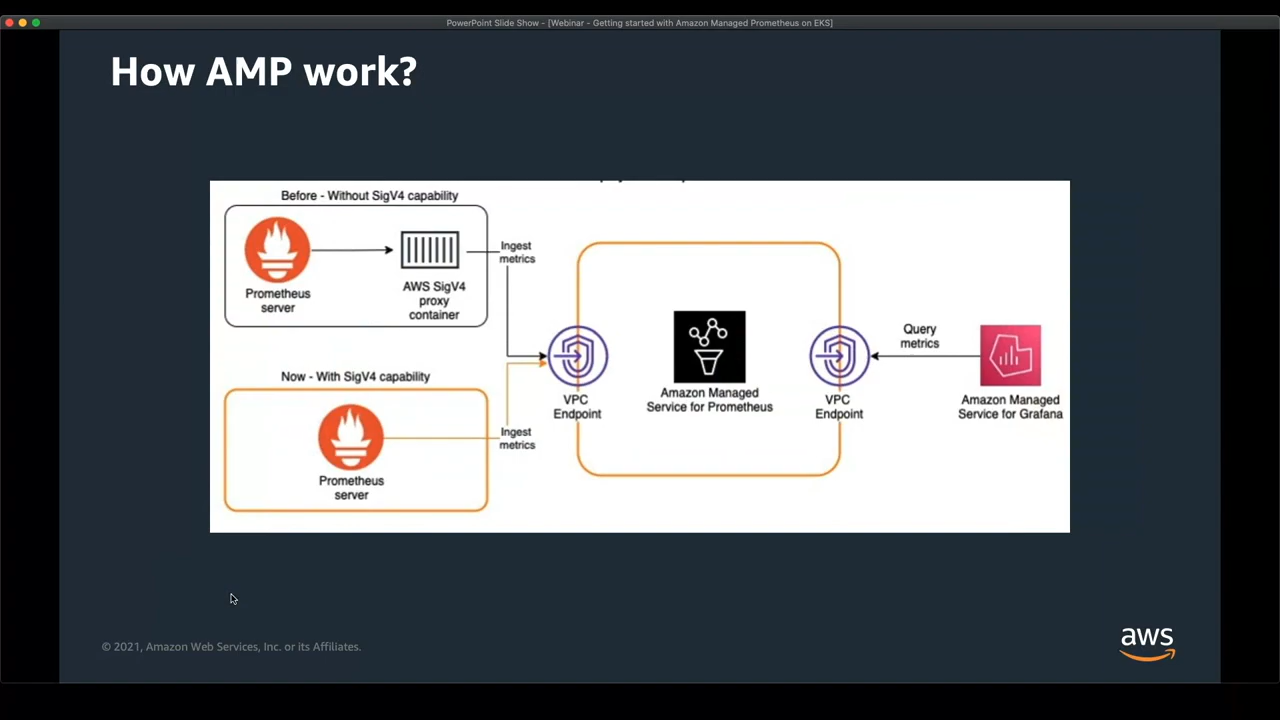 PowerPoint Slide Show - [Webinar - Getting started with Amazon Managed Prometheus on EKS]
How AMP work?
Before - Without SigV4 capability
Prometheus
server
AWS SigV4
proxy
container
Ingest
metrics
Now - With SigV4 capability
Prometheus
server
Ingest
metrics
VPC
Endpoint
Amazon Managed
Service for Prometheus
VPC
Endpoint
Query
metrics
Amazon Managed
Service for Grafana
© 2021, Amazon Web Services, Inc. or its Affiliates.
aws